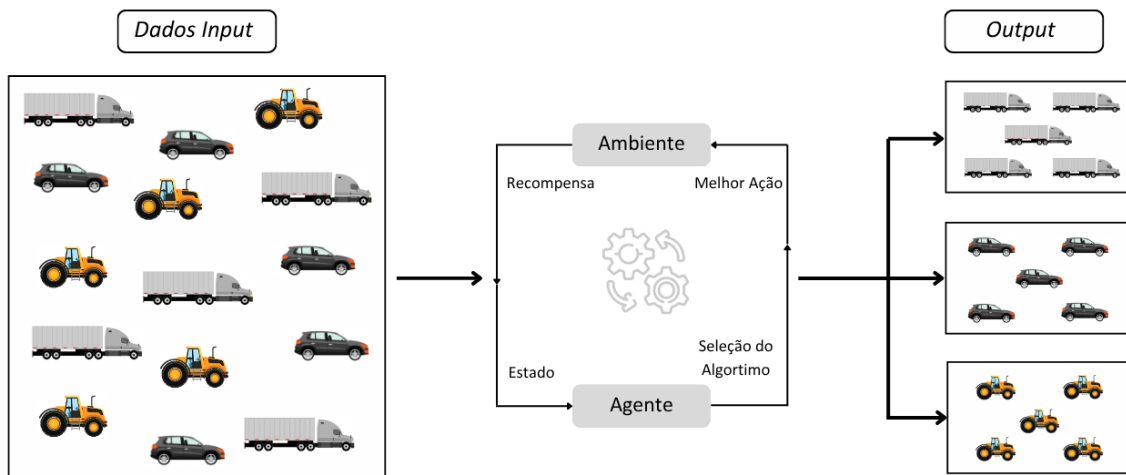 Dados Input
Output
Ambiente
Recompensa
Melhor Ação
Estado
Seleção do
Algortimo
Agente